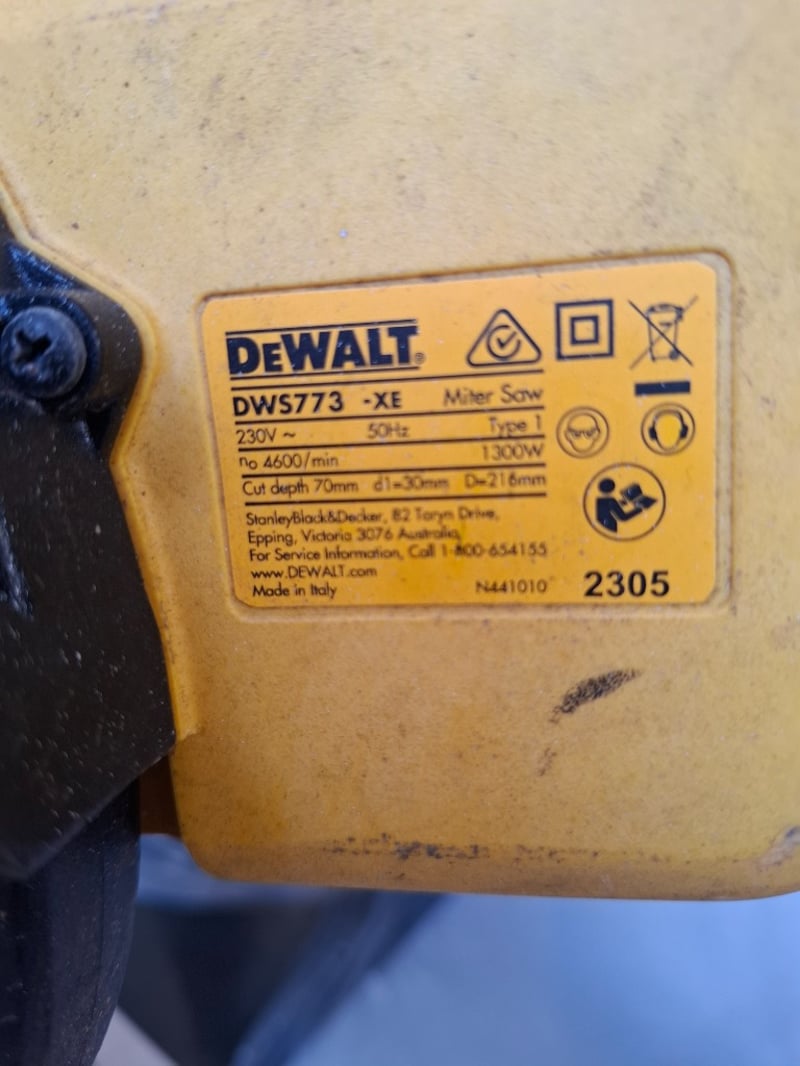 DEWALT®
DWS773 -XE Miter Saw
230V ~ 50Hz Type 1
no 4600/min 1300W
Cut depth 70mm d1=30mm D=216mm
StanleyBlack&Decker, 82 Taryn Drive,
Epping, Victoria 3076 Australia,
For Service Information, Call 1-800-654155
www.DEWALT.com
Made in Italy N441010 2305